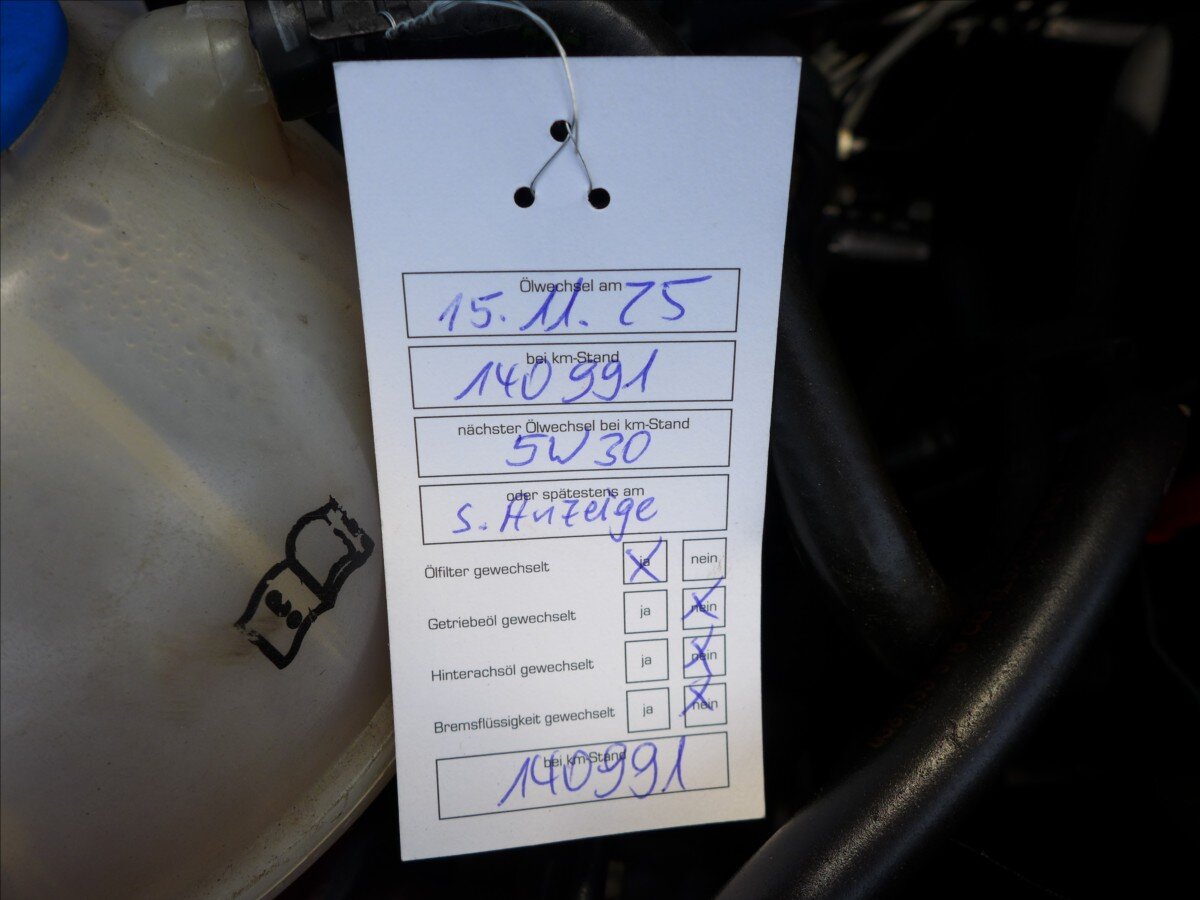 Ölwechsel am
15.11.25
bei km-Stand
140991
nächster Ölwechsel bei km-Stand
5W30
oder spätestens am
s. Anzeige
Ölfilter gewechselt ja nein
Getriebeöl gewechselt ja nein
Hinterachsöl gewechselt ja nein
Bremsflüssigkeit gewechselt ja nein
bei km-Stand
140991